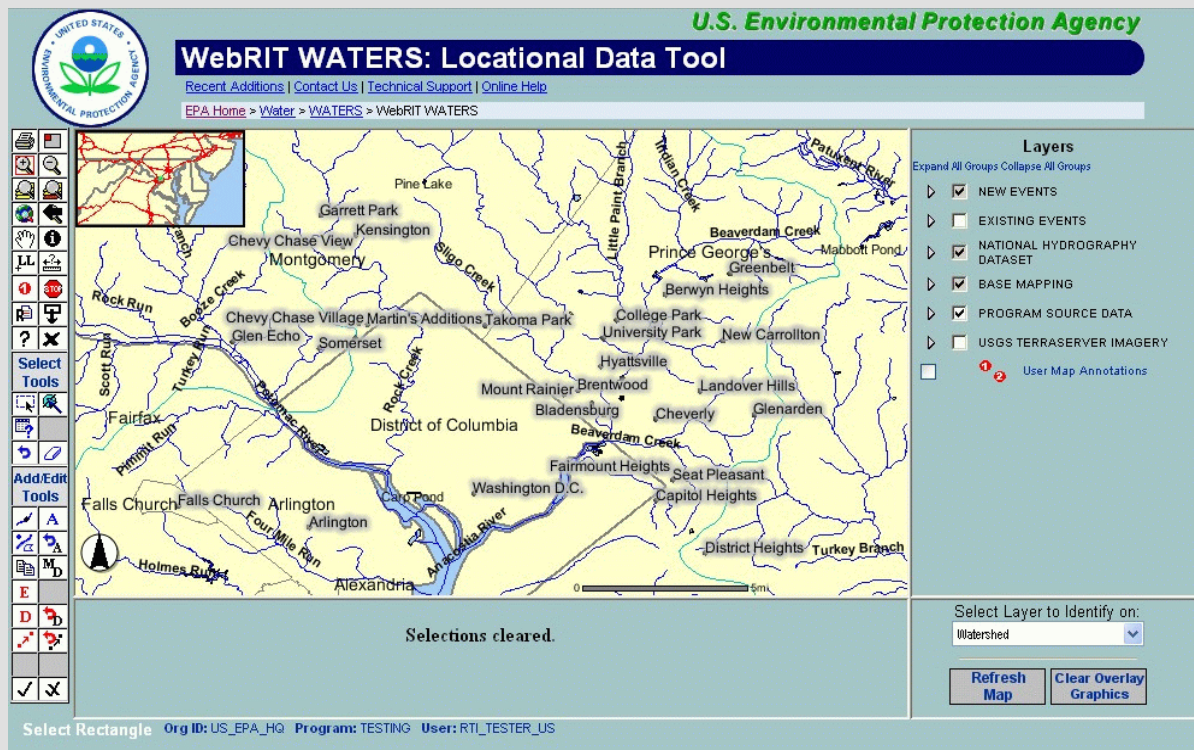 U.S. Environmental Protection Agency
UNITED STATES
ENVIRONMENTAL PROTECTION AGENCY
WebRIT WATERS: Locational Data Tool
Recent Additions | Contact Us | Technical Support | Online Help
EPA Home > Water > WATERS > WebRIT WATERS
Patuxent River
Indian Creek
Little Paint Branch
Pine Lake
Garrett Park
Kensington
Chevy Chase View
Montgomery
Sligo Creek
Beaverdam Creek
Prince George's
Mabbott Pond
Greenbelt
Berwyn Heights
Rock Run
Booze Creek
Chevy Chase Village Martin's Additions Takoma Park
College Park
University Park
New Carrollton
Glen Echo
Somerset
Scott Run
Turkey Run
Rock Creek
Hyattsville
Mount Rainier
Brentwood
Landover Hills
Potomac River
Fairfax
Bladensburg
Cheverly
Glenarden
District of Columbia
Pimmit Run
Beaverdam Creek
Fairmount Heights
Seat Pleasant
Capitol Heights
Washington D.C.
Carp Pond
Falls Church
Falls Church
Arlington
Arlington
Four Mile Run
Anacostia River
District Heights
Turkey Branch
Holmes Run
Alexandria
0
5mi
LL
STOP
Select
Tools
Add/Edit
Tools
A
A
MD
E
D
D
Layers
Expand All Groups Collapse All Groups
NEW EVENTS
EXISTING EVENTS
NATIONAL HYDROGRAPHY
DATASET
BASE MAPPING
PROGRAM SOURCE DATA
USGS TERRASERVER IMAGERY
1 2 User Map Annotations
Selections cleared.
Select Layer to Identify on:
Watershed
Refresh
Map
Clear Overlay
Graphics
Select Rectangle Org ID: US_EPA_HQ Program: TESTING User: RTI_TESTER_US